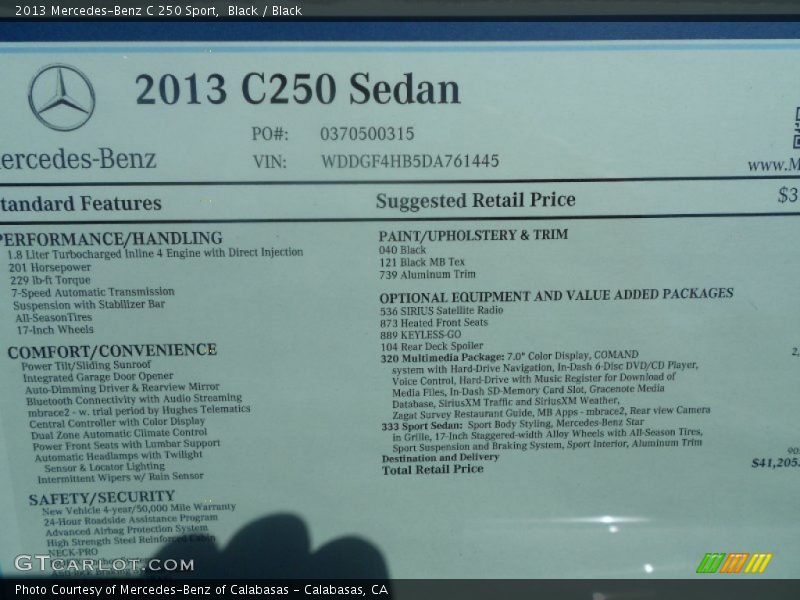 2013 Mercedes-Benz C 250 Sport, Black / Black
2013 C250 Sedan
PO#: 0370500315
ercedes-Benz
VIN: WDDGF4HB5DA761445
www.M
tandard Features
Suggested Retail Price
$3
PERFORMANCE/HANDLING
1.8 Liter Turbocharged Inline 4 Engine with Direct Injection
201 Horsepower
229 lb-ft Torque
7-Speed Automatic Transmission
Suspension with Stabilizer Bar
All-SeasonTires
17-Inch Wheels
COMFORT/CONVENIENCE
Power Tilt/Sliding Sunroof
Integrated Garage Door Opener
Auto-Dimming Driver & Rearview Mirror
Bluetooth Connectivity with Audio Streaming
mbrace2 - w. trial period by Hughes Telematics
Central Controller with Color Display
Dual Zone Automatic Climate Control
Power Front Seats with Lumbar Support
Automatic Headlamps with Twilight
Sensor & Locator Lighting
Intermittent Wipers w/ Rain Sensor
SAFETY/SECURITY
New Vehicle 4-year/50,000 Mile Warranty
24-Hour Roadside Assistance Program
Advanced Airbag Protection System
High Strength Steel Reinforced Cabin
NECK-PRO
PAINT/UPHOLSTERY & TRIM
040 Black
121 Black MB Tex
739 Aluminum Trim
OPTIONAL EQUIPMENT AND VALUE ADDED PACKAGES
536 SIRIUS Satellite Radio
873 Heated Front Seats
889 KEYLESS-GO
104 Rear Deck Spoiler
320 Multimedia Package: 7.0" Color Display, COMAND
2,
system with Hard-Drive Navigation, In-Dash 6-Disc DVD/CD Player,
Voice Control, Hard-Drive with Music Register for Download of
Media Files, In-Dash SD-Memory Card Slot, Gracenote Media
Database, SiriusXM Traffic and SiriusXM Weather,
Zagat Survey Restaurant Guide, MB Apps - mbrace2, Rear view Camera
333 Sport Sedan: Sport Body Styling, Mercedes-Benz Star
in Grille, 17-Inch Staggered-width Alloy Wheels with All-Season Tires,
Sport Suspension and Braking System, Sport Interior, Aluminum Trim
Destination and Delivery
90
Total Retail Price
$41,205
GTCARLOT.COM
Photo Courtesy of Mercedes-Benz of Calabasas - Calabasas, CA